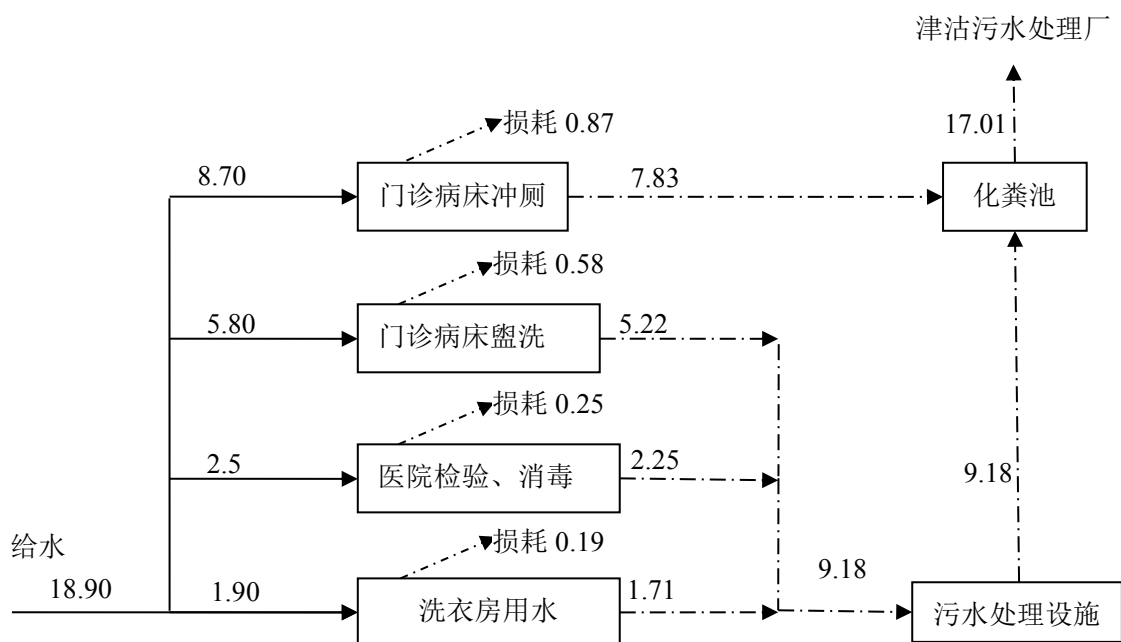 津沽污水处理厂
损耗 0.87
17.01
8.70
门诊病床冲厕
7.83
化粪池
损耗 0.58
5.80
门诊病床盥洗
5.22
损耗 0.25
2.5
医院检验、消毒
2.25
9.18
给水
损耗 0.19
18.90
1.90
洗衣房用水
1.71
9.18
污水处理设施